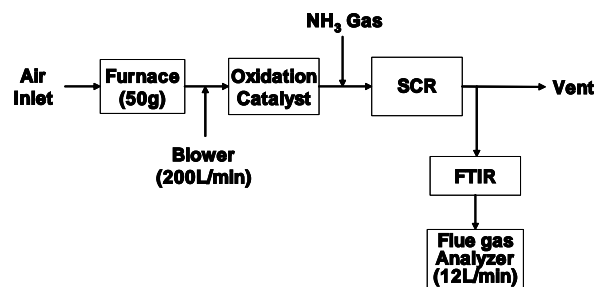 NH3 Gas
Air
Inlet
Furnace
(50g)
Oxidation
Catalyst
SCR
Vent
Blower
(200L/min)
FTIR
Flue gas
Analyzer
(12L/min)